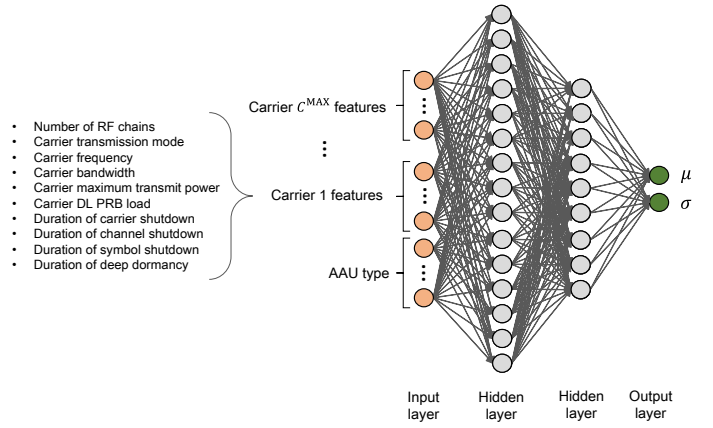 • Number of RF chains
• Carrier transmission mode
• Carrier frequency
• Carrier bandwidth
• Carrier maximum transmit power
• Carrier DL PRB load
• Duration of carrier shutdown
• Duration of channel shutdown
• Duration of symbol shutdown
• Duration of deep dormancy
Carrier C^MAX features
...
Carrier 1 features
AAU type
μ
σ
Input layer
Hidden layer
Hidden layer
Output layer